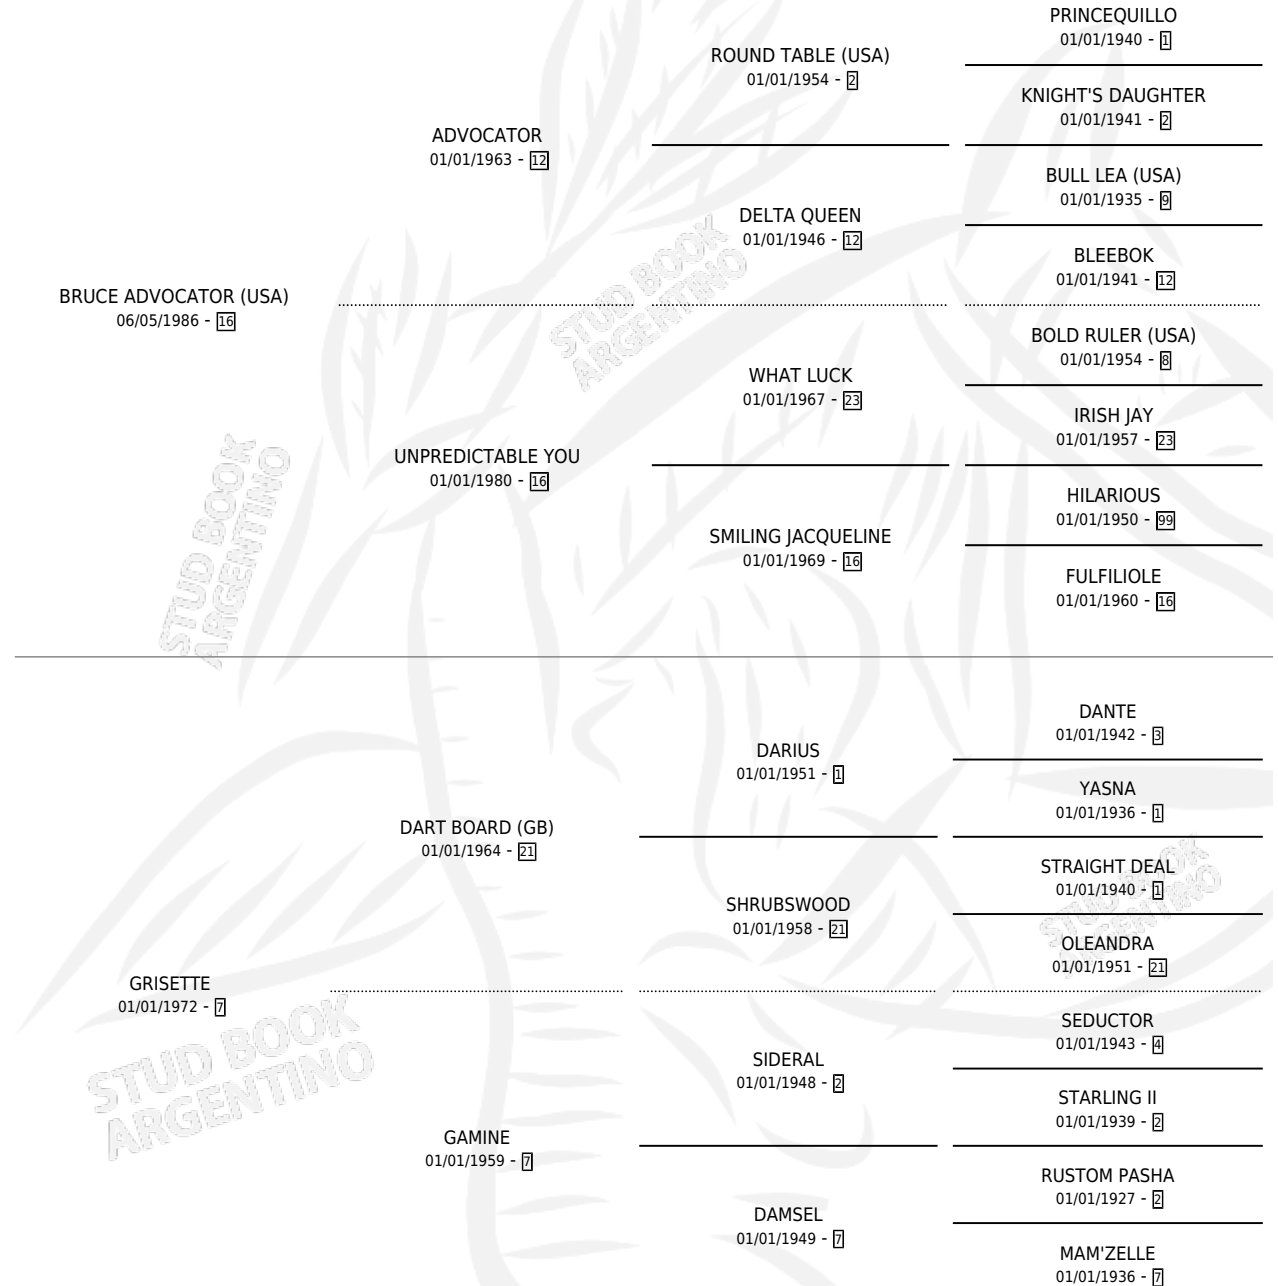 PRINCEQUILLO
01/01/1940 - 1
ROUND TABLE (USA)
01/01/1954 - 2
KNIGHT'S DAUGHTER
01/01/1941 - 2
ADVOCATOR
01/01/1963 - 12
BULL LEA (USA)
01/01/1935 - 9
DELTA QUEEN
01/01/1946 - 12
BLEEBOK
01/01/1941 - 12
BRUCE ADVOCATOR (USA)
06/05/1986 - 16
BOLD RULER (USA)
01/01/1954 - 8
WHAT LUCK
01/01/1967 - 23
IRISH JAY
01/01/1957 - 23
UNPREDICTABLE YOU
01/01/1980 - 16
HILARIOUS
01/01/1950 - 99
SMILING JACQUELINE
01/01/1969 - 16
FULFILIOLE
01/01/1960 - 16
DANTE
01/01/1942 - 3
DARIUS
01/01/1951 - 1
YASNA
01/01/1936 - 1
DART BOARD (GB)
01/01/1964 - 21
STRAIGHT DEAL
01/01/1940 - 1
SHRUBSWOOD
01/01/1958 - 21
OLEANDRA
01/01/1951 - 21
GRISETTE
01/01/1972 - 7
SEDUCTOR
01/01/1943 - 4
SIDERAL
01/01/1948 - 2
STARLING II
01/01/1939 - 2
GAMINE
01/01/1959 - 7
RUSTOM PASHA
01/01/1927 - 2
DAMSEL
01/01/1949 - 7
MAM'ZELLE
01/01/1936 - 7
STUD BOOK
ARGENTINO
STUD BOOK
ARGENTINO
STUD BOOK
ARGENTINO
STUD BOOK
ARGENTINO